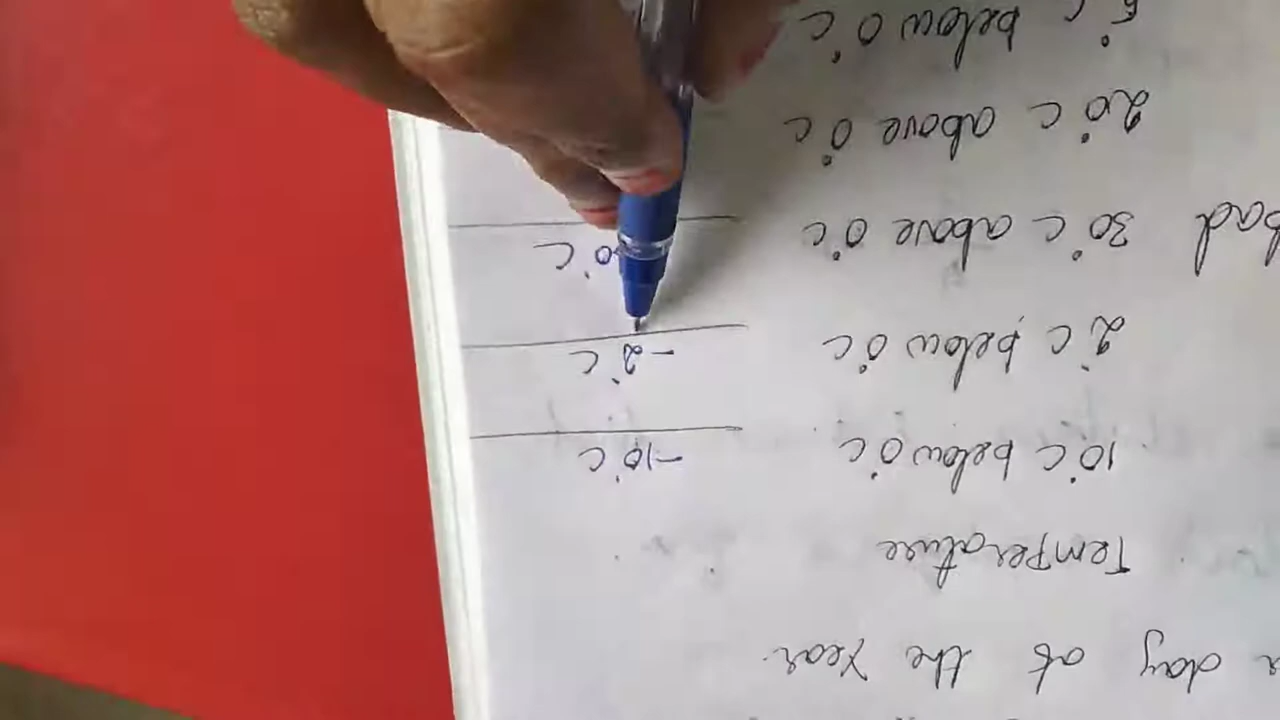 day of the Year.
Temperature
10°C below 0°C -10°C
2°C below 0°C -2°C
30°C above 0°C 0°C
20°C above 0°C
5°C below 0°C